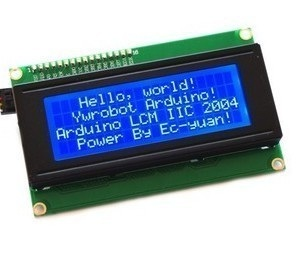 Hello, world!
Ywrobot Arduino!
Arduino LCM IIC 2004
Power By Ec-yuan!